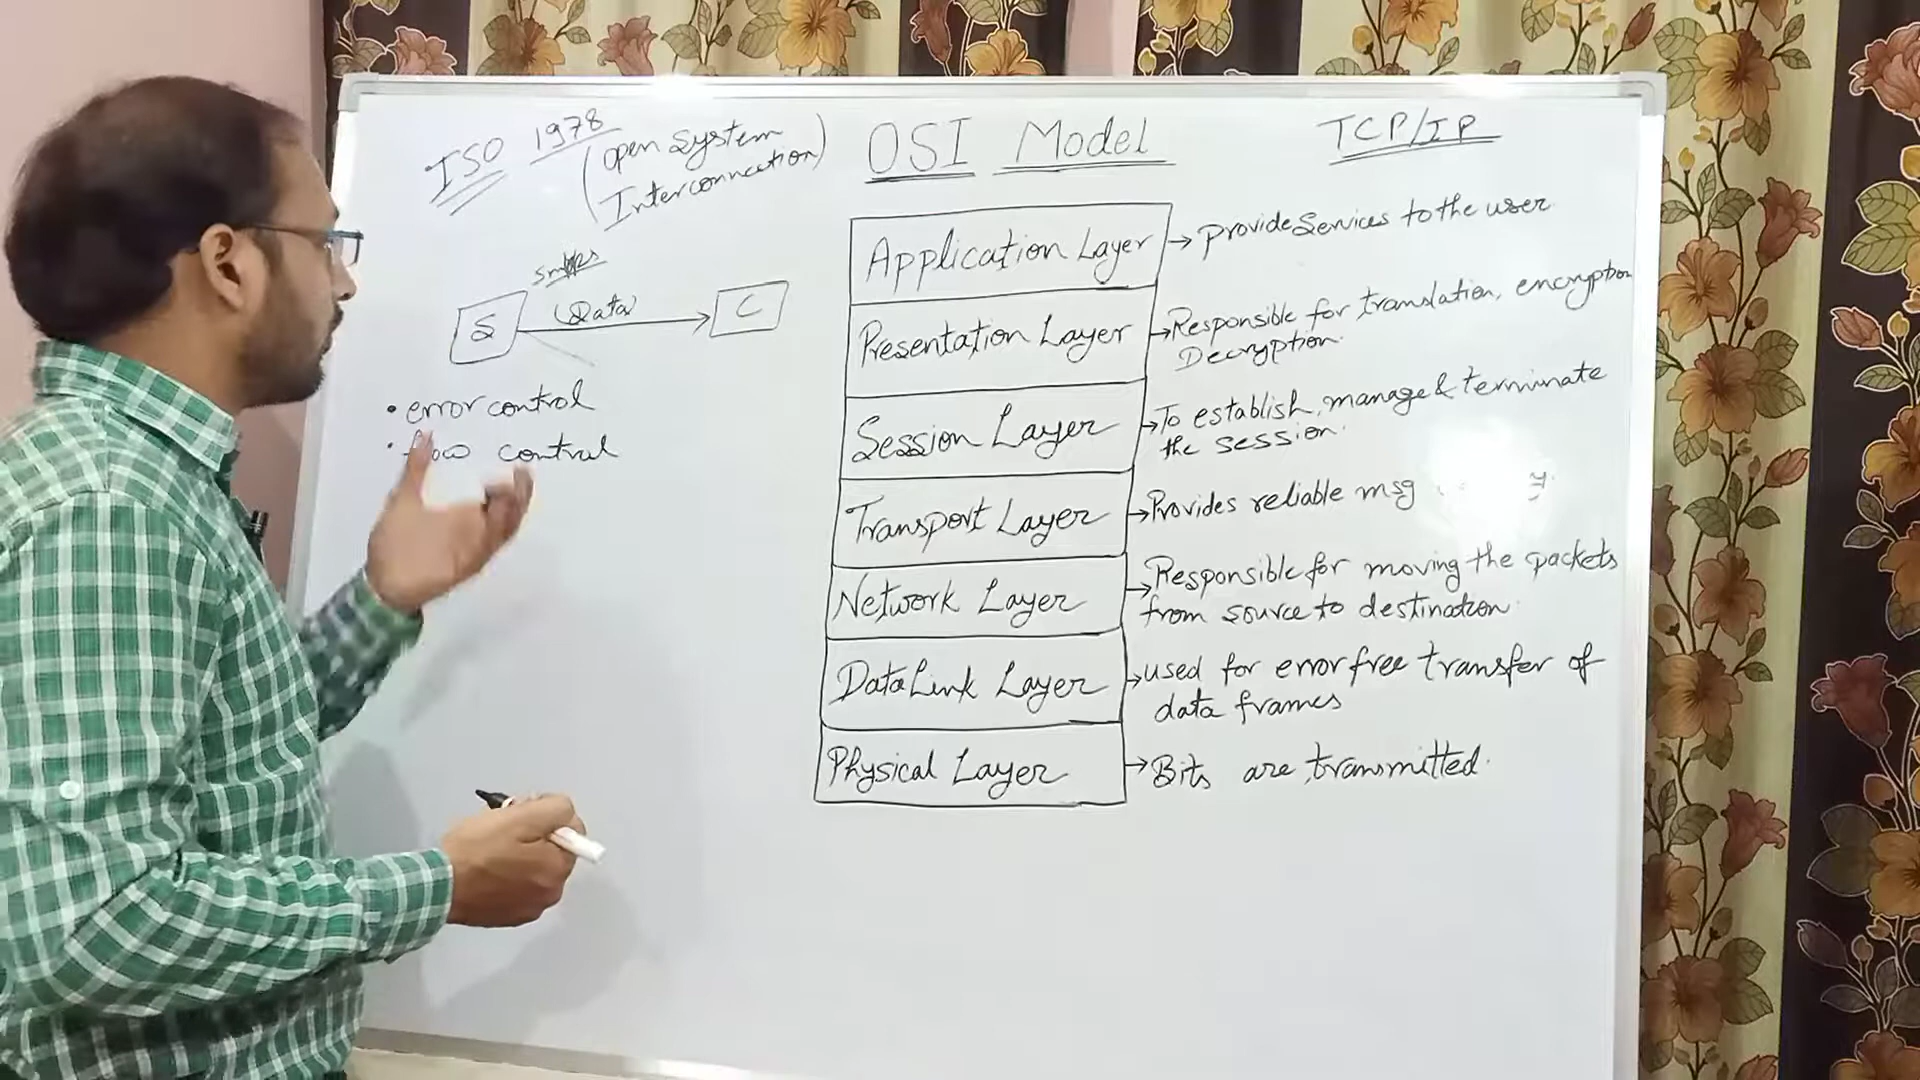 ISO 1978
(open system
Interconnection)
OSI Model
TCP/IP
S
(Data)
C
• error control
• flow control
Application Layer → provide Services to the user
Presentation Layer → Responsible for translation, encryption
Decryption.
Session Layer → To establish, manage & terminate
the session.
Transport Layer → Provides reliable msg
Network Layer → Responsible for moving the packets
from source to destination.
Data Link Layer → used for error free transfer of
data frames
Physical Layer → Bits are transmitted.